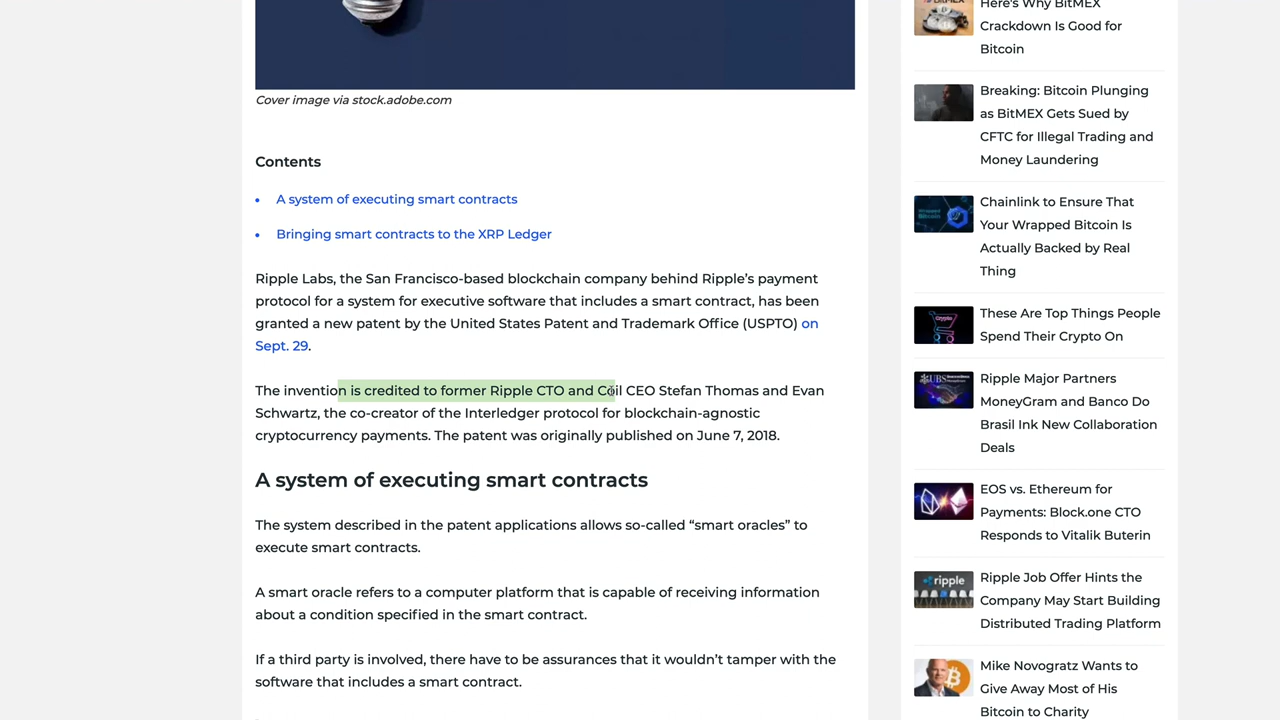 Cover image via stock.adobe.com
Contents
A system of executing smart contracts
Bringing smart contracts to the XRP Ledger
Ripple Labs, the San Francisco-based blockchain company behind Ripple’s payment
protocol for a system for executive software that includes a smart contract, has been
granted a new patent by the United States Patent and Trademark Office (USPTO) on
Sept. 29.
The invention is credited to former Ripple CTO and Coil CEO Stefan Thomas and Evan
Schwartz, the co-creator of the Interledger protocol for blockchain-agnostic
cryptocurrency payments. The patent was originally published on June 7, 2018.
A system of executing smart contracts
The system described in the patent applications allows so-called “smart oracles” to
execute smart contracts.
A smart oracle refers to a computer platform that is capable of receiving information
about a condition specified in the smart contract.
If a third party is involved, there have to be assurances that it wouldn’t tamper with the
software that includes a smart contract.
Here's Why BitMEX
Crackdown Is Good for
Bitcoin
Breaking: Bitcoin Plunging
as BitMEX Gets Sued by
CFTC for Illegal Trading and
Money Laundering
Chainlink to Ensure That
Your Wrapped Bitcoin Is
Actually Backed by Real
Thing
These Are Top Things People
Spend Their Crypto On
Ripple Major Partners
MoneyGram and Banco Do
Brasil Ink New Collaboration
Deals
EOS vs. Ethereum for
Payments: Block.one CTO
Responds to Vitalik Buterin
ripple
Ripple Job Offer Hints the
Company May Start Building
Distributed Trading Platform
Mike Novogratz Wants to
Give Away Most of His
Bitcoin to Charity